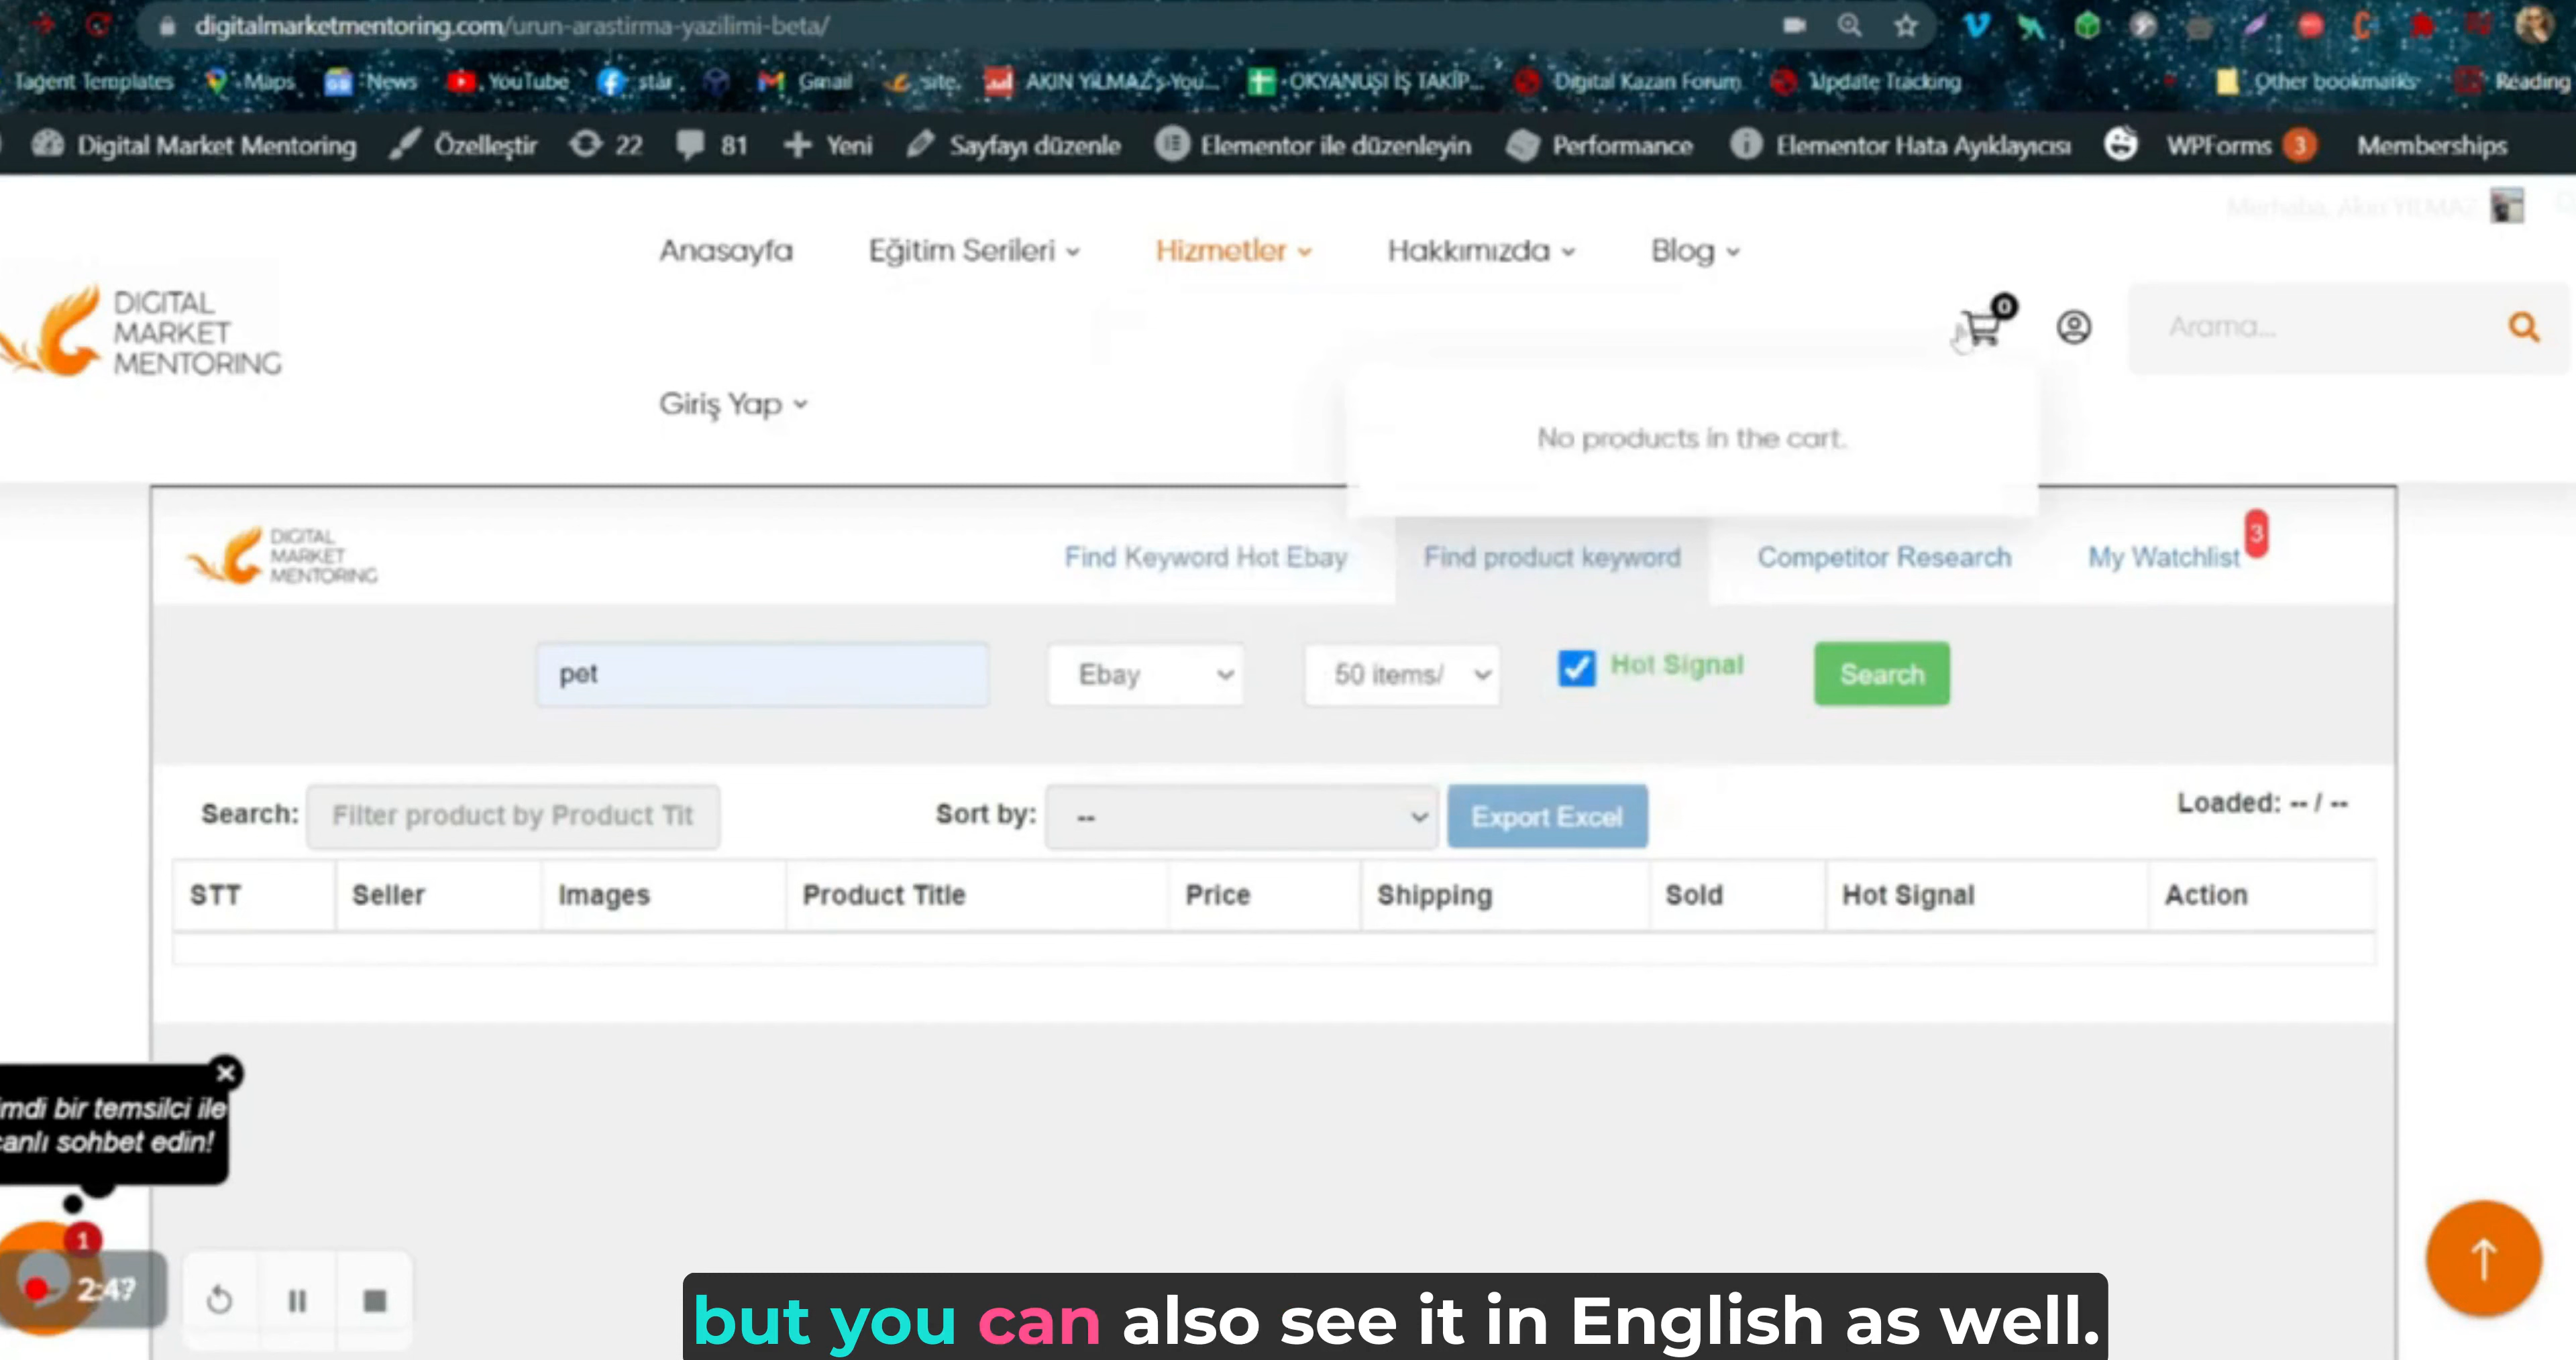 digitalmarketmentoring.com/urun-arastirma-yazilimi-beta/
Tagent Templates Maps News YouTube star Gmail site. AKIN YILMAZ's You... OKYANUSI İŞ TAKİP... Digital Kazan Forum Update Tracking Other bookmarks Reading
Digital Market Mentoring Özelleştir 22 81 Yeni Sayfayı düzenle Elementor ile düzenleyin Performance Elementor Hata Ayıklayıcısı WPForms 3 Memberships
Merhaba, Akın YILMAZ
Anasayfa Eğitim Serileri Hizmetler Hakkımızda Blog
DIGITAL
MARKET
MENTORING
0
Arama...
Giriş Yap
No products in the cart.
DIGITAL
MARKET
MENTORING
Find Keyword Hot Ebay Find product keyword Competitor Research My Watchlist 3
pet Ebay 50 items/ Hot Signal Search
Search: Filter product by Product Tit Sort by: -- Export Excel Loaded: -- / --
STT Seller Images Product Title Price Shipping Sold Hot Signal Action
imdi bir temsilci ile
canlı sohbet edin!
1
2:47
but you can also see it in English as well.